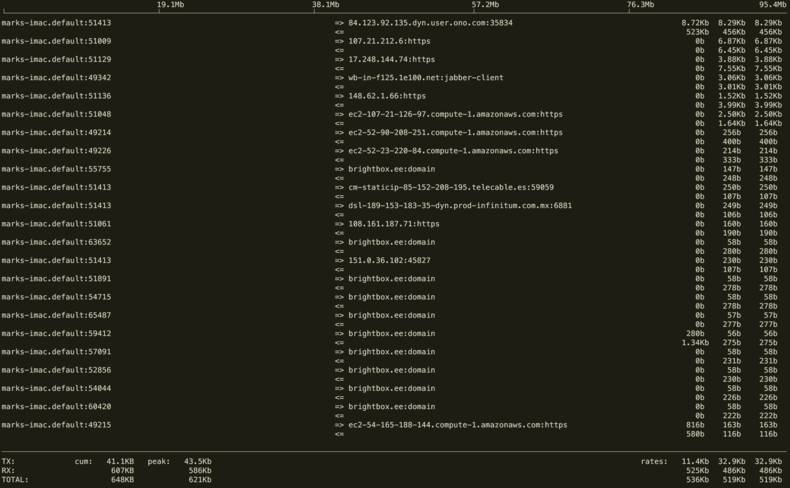 19.1Mb 38.1Mb 57.2Mb 76.3Mb 95.4Mb
marks-imac.default:51413 => 84.123.92.135.dyn.user.ono.com:35834 8.72Kb 8.29Kb 8.29Kb
<= 523Kb 456Kb 456Kb
marks-imac.default:51009 => 107.21.212.6:https 0b 6.87Kb 6.87Kb
<= 0b 6.45Kb 6.45Kb
marks-imac.default:51129 => 17.248.144.74:https 0b 3.88Kb 3.88Kb
<= 0b 7.55Kb 7.55Kb
marks-imac.default:49342 => wb-in-f125.1e100.net:jabber-client 0b 3.06Kb 3.06Kb
<= 0b 3.01Kb 3.01Kb
marks-imac.default:51136 => 148.62.1.66:https 0b 1.52Kb 1.52Kb
<= 0b 3.99Kb 3.99Kb
marks-imac.default:51048 => ec2-107-21-126-97.compute-1.amazonaws.com:https 0b 2.50Kb 2.50Kb
<= 0b 1.64Kb 1.64Kb
marks-imac.default:49214 => ec2-52-90-208-251.compute-1.amazonaws.com:https 0b 256b 256b
<= 0b 400b 400b
marks-imac.default:49226 => ec2-52-23-220-84.compute-1.amazonaws.com:https 0b 214b 214b
<= 0b 333b 333b
marks-imac.default:55755 => brightbox.ee:domain 0b 147b 147b
<= 0b 248b 248b
marks-imac.default:51413 => cm-staticip-85-152-208-195.telecable.es:59059 0b 250b 250b
<= 0b 107b 107b
marks-imac.default:51413 => dsl-189-153-183-35-dyn.prod-infinitum.com.mx:6881 0b 249b 249b
<= 0b 106b 106b
marks-imac.default:51061 => 108.161.187.71:https 0b 160b 160b
<= 0b 190b 190b
marks-imac.default:63652 => brightbox.ee:domain 0b 58b 58b
<= 0b 280b 280b
marks-imac.default:51413 => 151.0.36.102:45827 0b 230b 230b
<= 0b 107b 107b
marks-imac.default:51891 => brightbox.ee:domain 0b 58b 58b
<= 0b 278b 278b
marks-imac.default:54715 => brightbox.ee:domain 0b 58b 58b
<= 0b 278b 278b
marks-imac.default:65487 => brightbox.ee:domain 0b 57b 57b
<= 0b 277b 277b
marks-imac.default:59412 => brightbox.ee:domain 280b 56b 56b
<= 1.34Kb 275b 275b
marks-imac.default:57091 => brightbox.ee:domain 0b 58b 58b
<= 0b 231b 231b
marks-imac.default:52856 => brightbox.ee:domain 0b 58b 58b
<= 0b 230b 230b
marks-imac.default:54044 => brightbox.ee:domain 0b 58b 58b
<= 0b 226b 226b
marks-imac.default:60420 => brightbox.ee:domain 0b 58b 58b
<= 0b 222b 222b
marks-imac.default:49215 => ec2-54-165-188-144.compute-1.amazonaws.com:https 816b 163b 163b
<= 580b 116b 116b
TX: cum: 41.1KB peak: 43.5Kb rates: 11.4Kb 32.9Kb 32.9Kb
RX: 607KB 586Kb 525Kb 486Kb 486Kb
TOTAL: 648KB 621Kb 536Kb 519Kb 519Kb